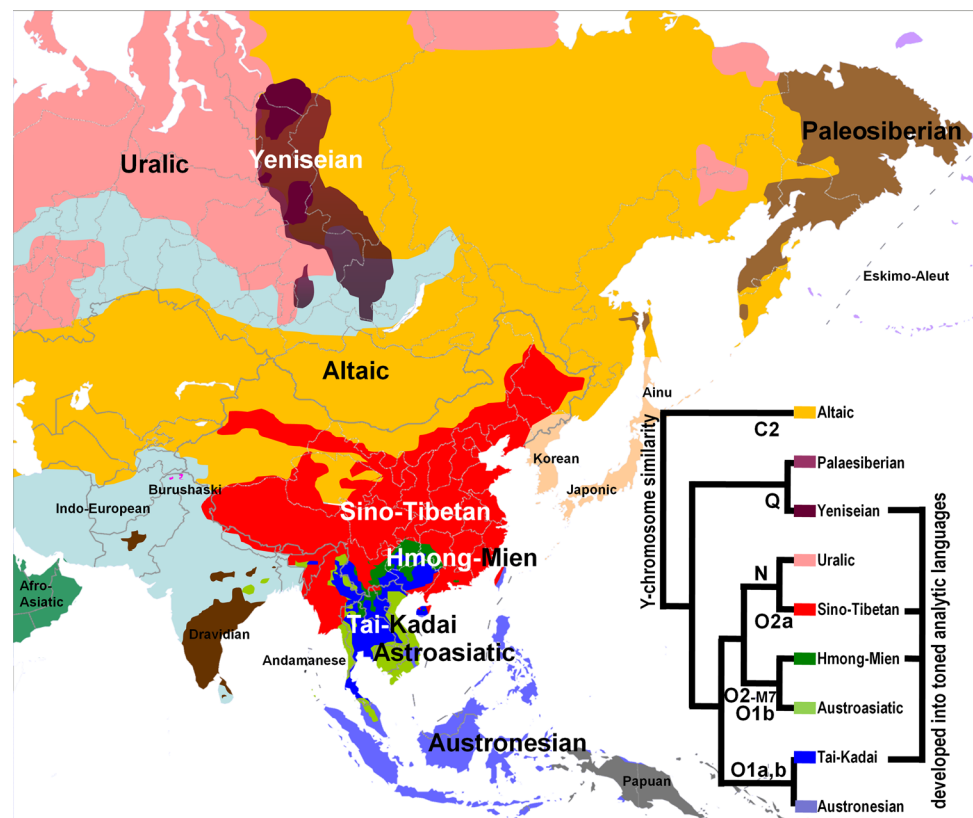 Paleosiberian
Uralic
Yeniseian
Eskimo-Aleut
Altaic
Ainu
Korean
Japonic
Burushaski
Indo-European
Sino-Tibetan
Hmong-Mien
Afro-
Asiatic
Dravidian
Tai-Kadai
Andamanese
Astroasiatic
Austronesian
Papuan
Y-chromosome similarity
Altaic
C2
Palaesiberian
Q
Yeniseian
Uralic
N
Sino-Tibetan
O2a
Hmong-Mien
O2-M7
O1b
Austroasiatic
Tai-Kadai
O1a,b
Austronesian
developed into toned analytic languages